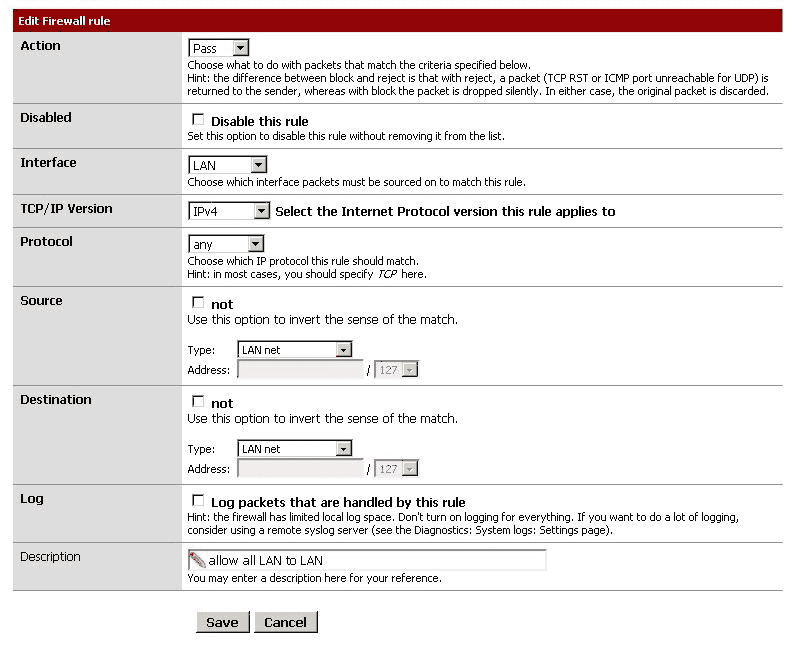 Edit Firewall rule
Action
Pass
Choose what to do with packets that match the criteria specified below.
Hint: the difference between block and reject is that with reject, a packet (TCP RST or ICMP port unreachable for UDP) is
returned to the sender, whereas with block the packet is dropped silently. In either case, the original packet is discarded.
Disabled
Disable this rule
Set this option to disable this rule without removing it from the list.
Interface
LAN
Choose which interface packets must be sourced on to match this rule.
TCP/IP Version
IPv4 Select the Internet Protocol version this rule applies to
Protocol
any
Choose which IP protocol this rule should match.
Hint: in most cases, you should specify TCP here.
Source
not
Use this option to invert the sense of the match.
Type: LAN net
Address: / 127
Destination
not
Use this option to invert the sense of the match.
Type: LAN net
Address: / 127
Log
Log packets that are handled by this rule
Hint: the firewall has limited local log space. Don't turn on logging for everything. If you want to do a lot of logging,
consider using a remote syslog server (see the Diagnostics: System logs: Settings page).
Description
allow all LAN to LAN
You may enter a description here for your reference.
Save Cancel